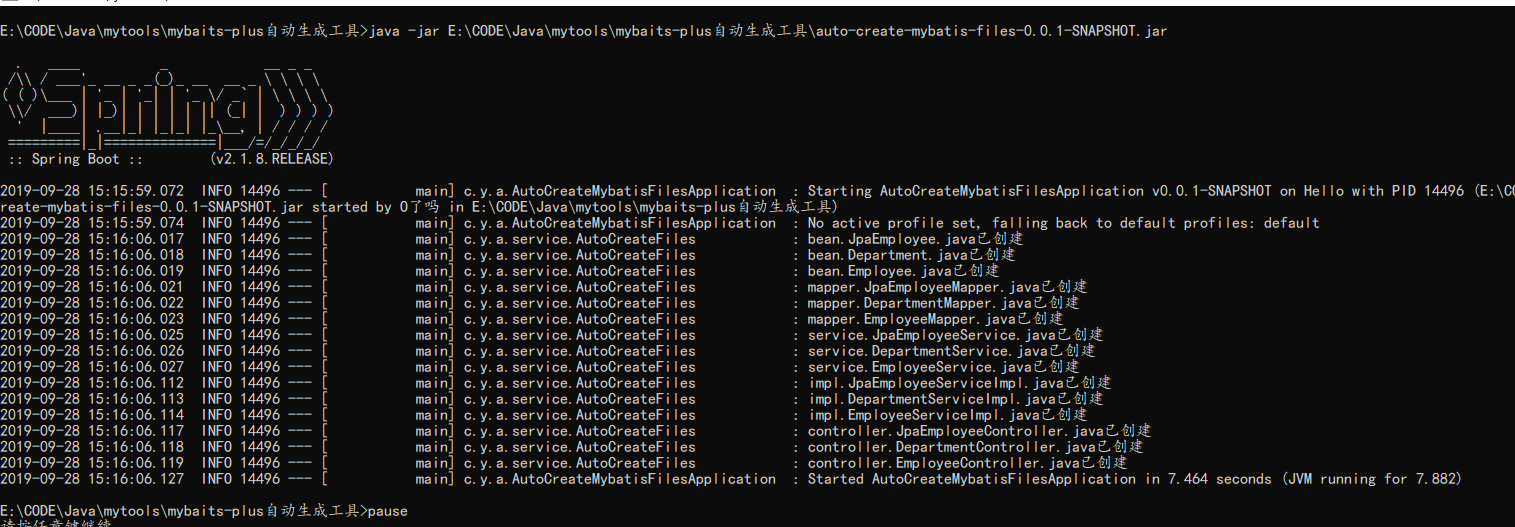 E:\CODE\Java\mytools\mybaits-plus自动生成工具>java -jar E:\CODE\Java\mytools\mybaits-plus自动生成工具\auto-create-mybatis-files-0.0.1-SNAPSHOT.jar
  .   ____          _            __ _ _
 /\\ / ___'_ __ _ _(_)_ __  __ _ \ \ \ \
( ( )\___ | '_ | '_| | '_ \/ _` | \ \ \ \
 \\/  ___)| |_)| | | | | || (_| |  ) ) ) )
  '  |____| .__|_| |_|_| |_\__, | / / / /
 =========|_|==============|___/=/_/_/_/
 :: Spring Boot ::        (v2.1.8.RELEASE)
2019-09-28 15:15:59.072  INFO 14496 --- [           main] c.y.a.AutoCreateMybatisFilesApplication  : Starting AutoCreateMybatisFilesApplication v0.0.1-SNAPSHOT on Hello with PID 14496 (E:\CO
reate-mybatis-files-0.0.1-SNAPSHOT.jar started by 0了吗 in E:\CODE\Java\mytools\mybaits-plus自动生成工具)
2019-09-28 15:15:59.074  INFO 14496 --- [           main] c.y.a.AutoCreateMybatisFilesApplication  : No active profile set, falling back to default profiles: default
2019-09-28 15:16:06.017  INFO 14496 --- [           main] c.y.a.service.AutoCreateFiles            : bean.JpaEmployee.java已创建
2019-09-28 15:16:06.018  INFO 14496 --- [           main] c.y.a.service.AutoCreateFiles            : bean.Department.java已创建
2019-09-28 15:16:06.019  INFO 14496 --- [           main] c.y.a.service.AutoCreateFiles            : bean.Employee.java已创建
2019-09-28 15:16:06.021  INFO 14496 --- [           main] c.y.a.service.AutoCreateFiles            : mapper.JpaEmployeeMapper.java已创建
2019-09-28 15:16:06.022  INFO 14496 --- [           main] c.y.a.service.AutoCreateFiles            : mapper.DepartmentMapper.java已创建
2019-09-28 15:16:06.023  INFO 14496 --- [           main] c.y.a.service.AutoCreateFiles            : mapper.EmployeeMapper.java已创建
2019-09-28 15:16:06.025  INFO 14496 --- [           main] c.y.a.service.AutoCreateFiles            : service.JpaEmployeeService.java已创建
2019-09-28 15:16:06.026  INFO 14496 --- [           main] c.y.a.service.AutoCreateFiles            : service.DepartmentService.java已创建
2019-09-28 15:16:06.027  INFO 14496 --- [           main] c.y.a.service.AutoCreateFiles            : service.EmployeeService.java已创建
2019-09-28 15:16:06.112  INFO 14496 --- [           main] c.y.a.service.AutoCreateFiles            : impl.JpaEmployeeServiceImpl.java已创建
2019-09-28 15:16:06.113  INFO 14496 --- [           main] c.y.a.service.AutoCreateFiles            : impl.DepartmentServiceImpl.java已创建
2019-09-28 15:16:06.114  INFO 14496 --- [           main] c.y.a.service.AutoCreateFiles            : impl.EmployeeServiceImpl.java已创建
2019-09-28 15:16:06.117  INFO 14496 --- [           main] c.y.a.service.AutoCreateFiles            : controller.JpaEmployeeController.java已创建
2019-09-28 15:16:06.118  INFO 14496 --- [           main] c.y.a.service.AutoCreateFiles            : controller.DepartmentController.java已创建
2019-09-28 15:16:06.119  INFO 14496 --- [           main] c.y.a.service.AutoCreateFiles            : controller.EmployeeController.java已创建
2019-09-28 15:16:06.127  INFO 14496 --- [           main] c.y.a.AutoCreateMybatisFilesApplication  : Started AutoCreateMybatisFilesApplication in 7.464 seconds (JVM running for 7.882)
E:\CODE\Java\mytools\mybaits-plus自动生成工具>pause
请按任意键继续